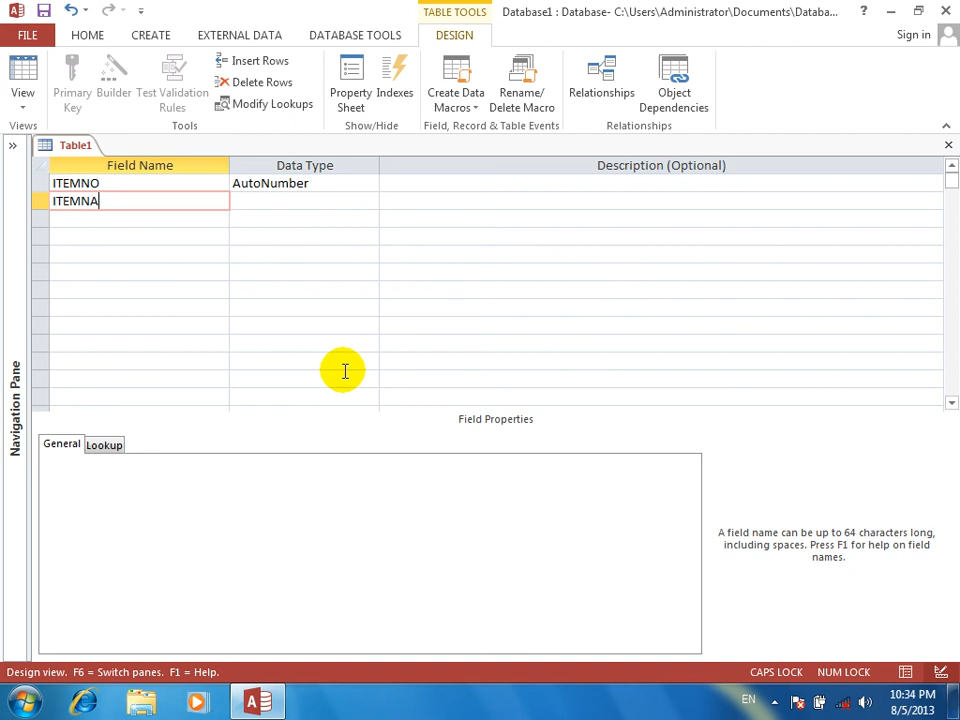 TABLE TOOLS
Database1 : Database- C:\Users\Administrator\Documents\Databa...
?
FILE
HOME
CREATE
EXTERNAL DATA
DATABASE TOOLS
DESIGN
Sign in
View
Primary Key
Builder
Test Validation Rules
Insert Rows
Delete Rows
Modify Lookups
Property Sheet
Indexes
Create Data Macros
Rename/ Delete Macro
Relationships
Object Dependencies
Views
Tools
Show/Hide
Field, Record & Table Events
Relationships
Table1
Field Name
Data Type
Description (Optional)
ITEMNO
AutoNumber
ITEMNA
Navigation Pane
Field Properties
General
Lookup
A field name can be up to 64 characters long,
including spaces. Press F1 for help on field
names.
Design view. F6 = Switch panes. F1 = Help.
CAPS LOCK
NUM LOCK
EN
10:34 PM
8/5/2013